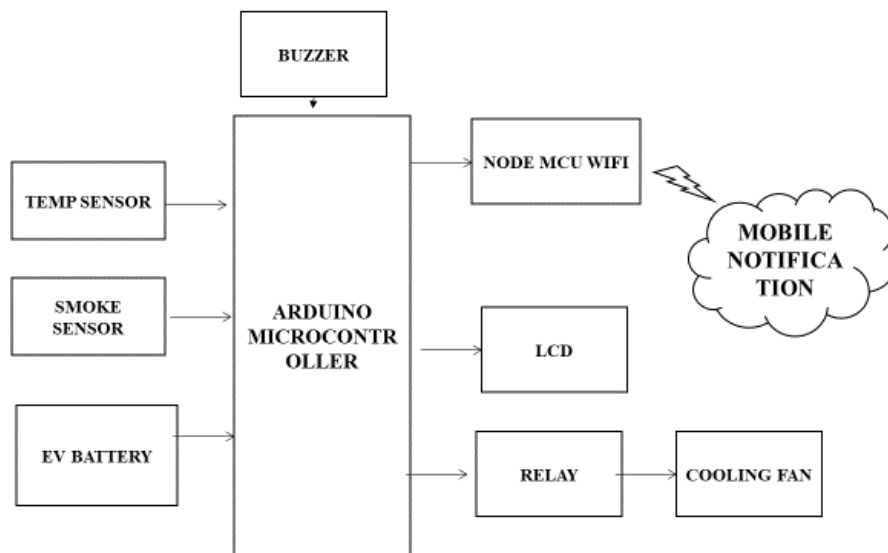 BUZZER
NODE MCU WIFI
TEMP SENSOR
MOBILE
NOTIFICA
TION
SMOKE
SENSOR
ARDUINO
MICROCONTR
OLLER
LCD
EV BATTERY
RELAY
COOLING FAN